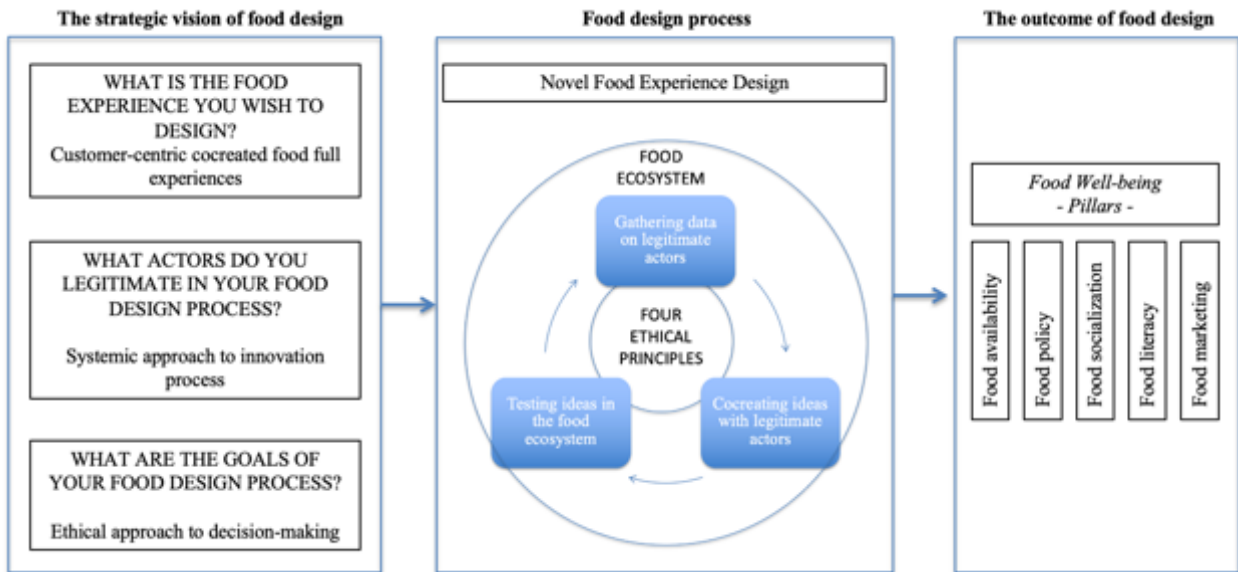 The strategic vision of food design
WHAT IS THE FOOD
EXPERIENCE YOU WISH TO
DESIGN?
Customer-centric cocreated food full
experiences
WHAT ACTORS DO YOU
LEGITIMATE IN YOUR FOOD
DESIGN PROCESS?
Systemic approach to innovation
process
WHAT ARE THE GOALS OF
YOUR FOOD DESIGN PROCESS?
Ethical approach to decision-making
Food design process
Novel Food Experience Design
FOOD
ECOSYSTEM
Gathering data
on legitimate
actors
FOUR
ETHICAL
PRINCIPLES
Testing ideas in
the food
ecosystem
Cocreating ideas
with legitimate
actors
The outcome of food design
Food Well-being
- Pillars -
Food availability
Food policy
Food socialization
Food literacy
Food marketing